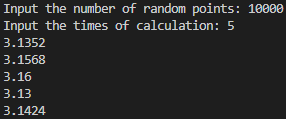 Input the number of random points: 10000
Input the times of calculation: 5
3.1352
3.1568
3.16
3.13
3.1424